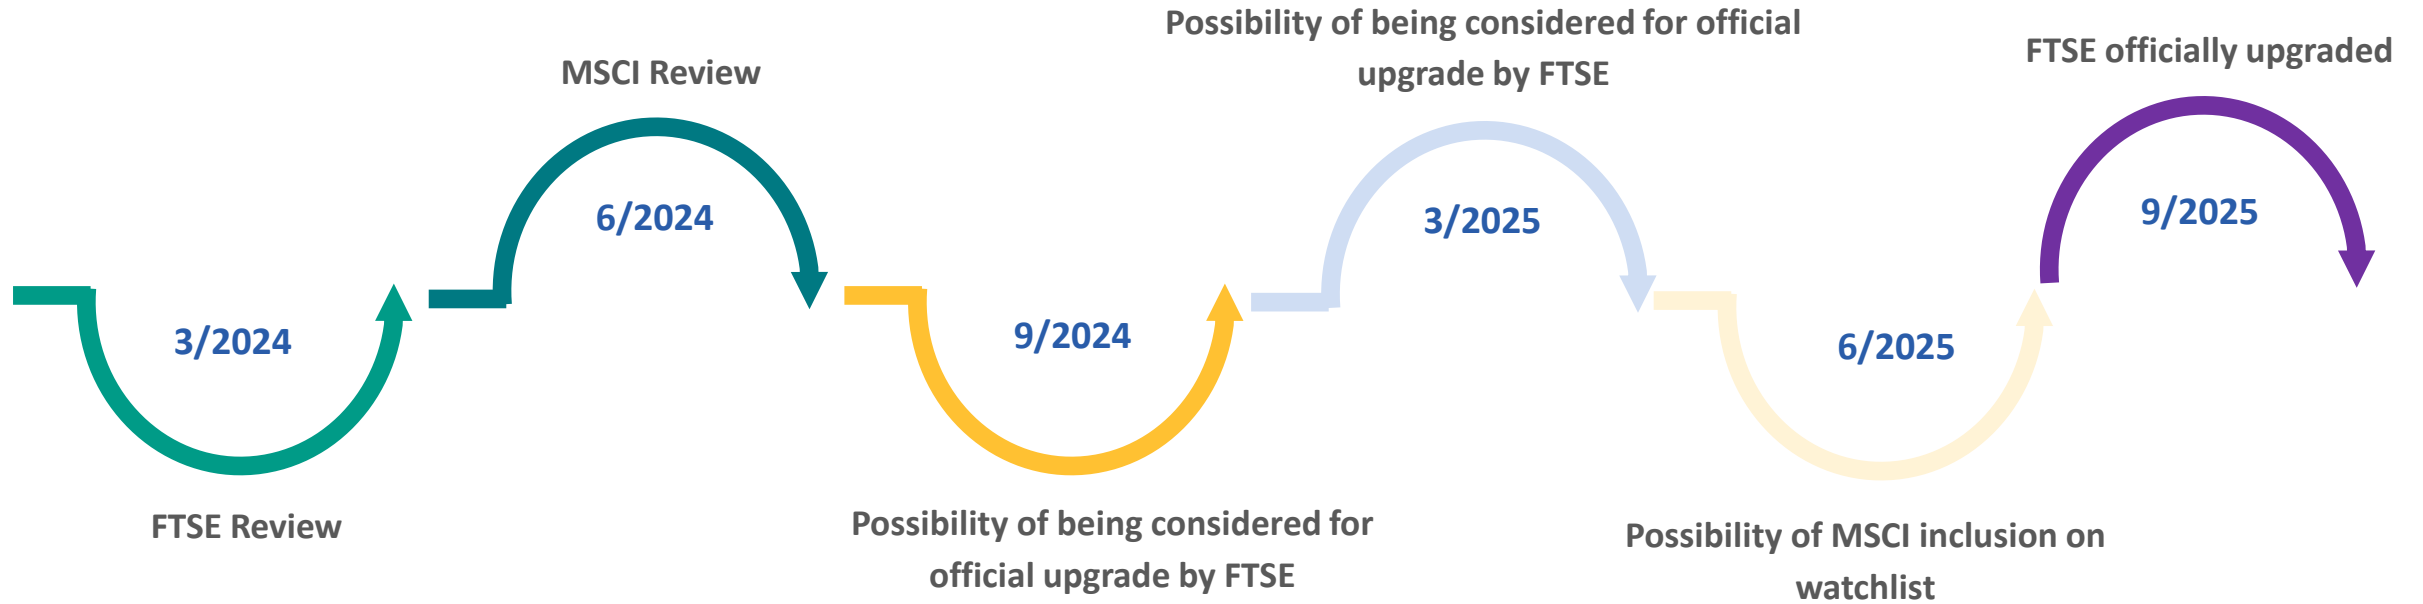 3/2024
FTSE Review
MSCI Review
6/2024
9/2024
Possibility of being considered for
official upgrade by FTSE
Possibility of being considered for official
upgrade by FTSE
3/2025
6/2025
Possibility of MSCI inclusion on
watchlist
FTSE officially upgraded
9/2025